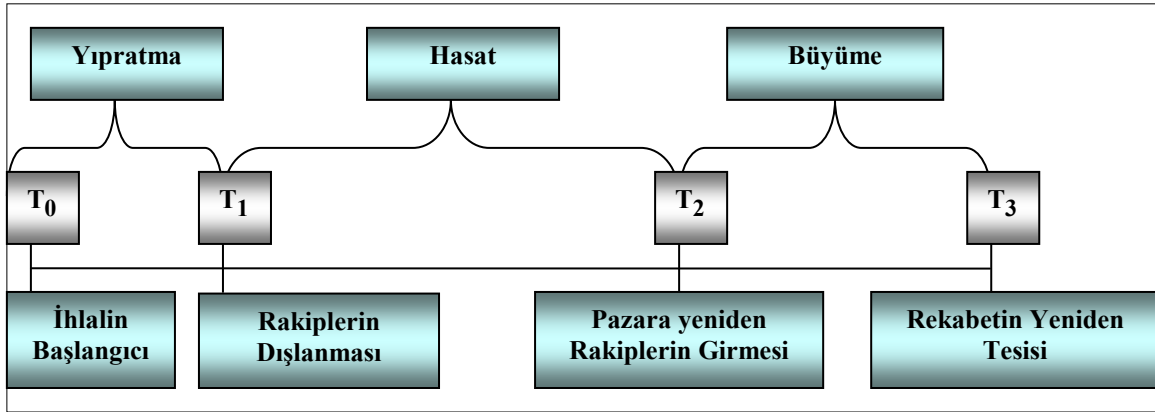 Yıpratma
Hasat
Büyüme
T0
T1
T2
T3
İhlalin
Başlangıcı
Rakiplerin
Dışlanması
Pazara yeniden
Rakiplerin Girmesi
Rekabetin Yeniden
Tesisi